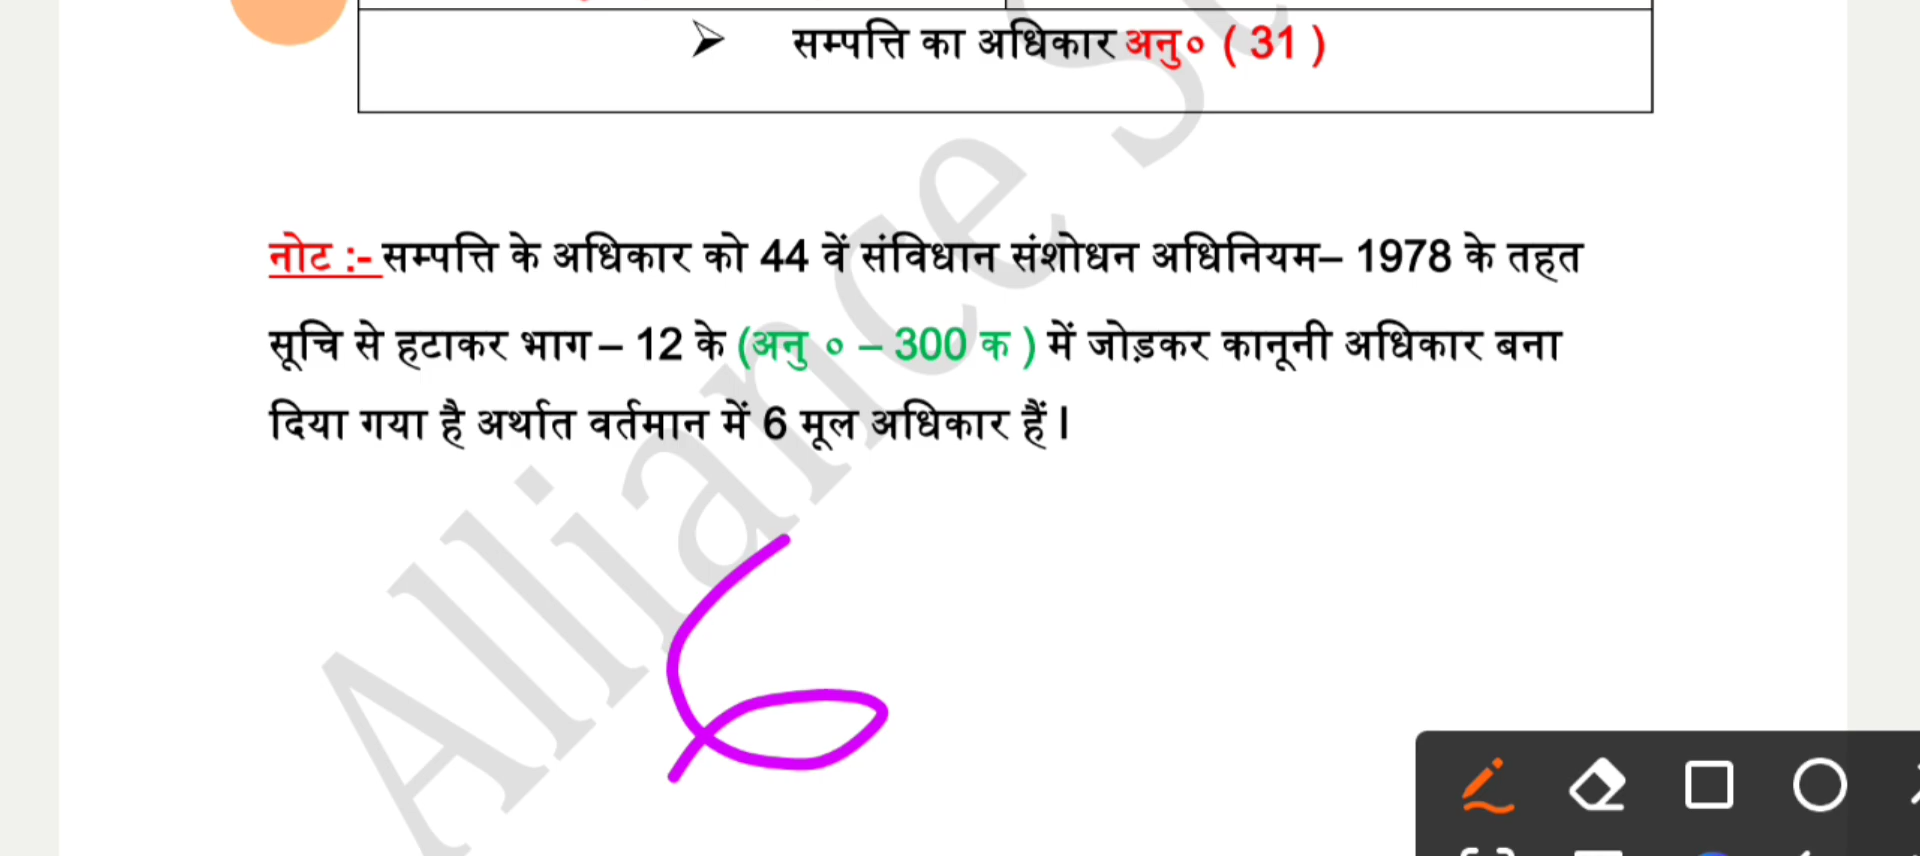 ➢ सम्पत्ति का अधिकार अनु० ( 31 )
नोट :- सम्पत्ति के अधिकार को 44 वें संविधान संशोधन अधिनियम– 1978 के तहत
सूचि से हटाकर भाग – 12 के (अनु ० – 300 क ) में जोड़कर कानूनी अधिकार बना
दिया गया है अर्थात वर्तमान में 6 मूल अधिकार हैं।
6
Alliance